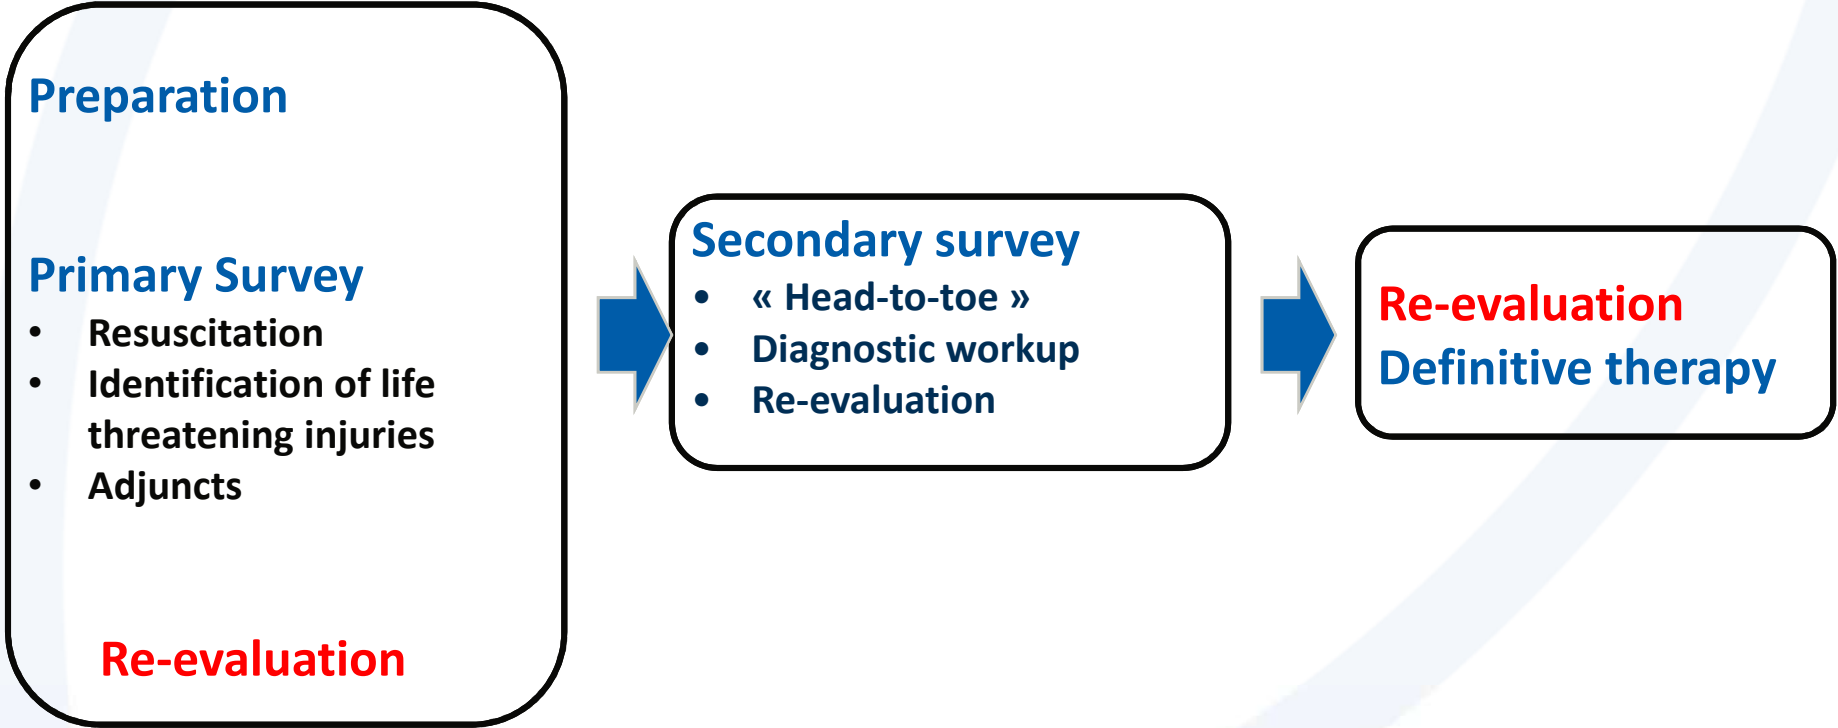 Preparation
Primary Survey
• Resuscitation
• Identification of life
threatening injuries
• Adjuncts
Re-evaluation
Secondary survey
• « Head-to-toe »
• Diagnostic workup
• Re-evaluation
Re-evaluation
Definitive therapy